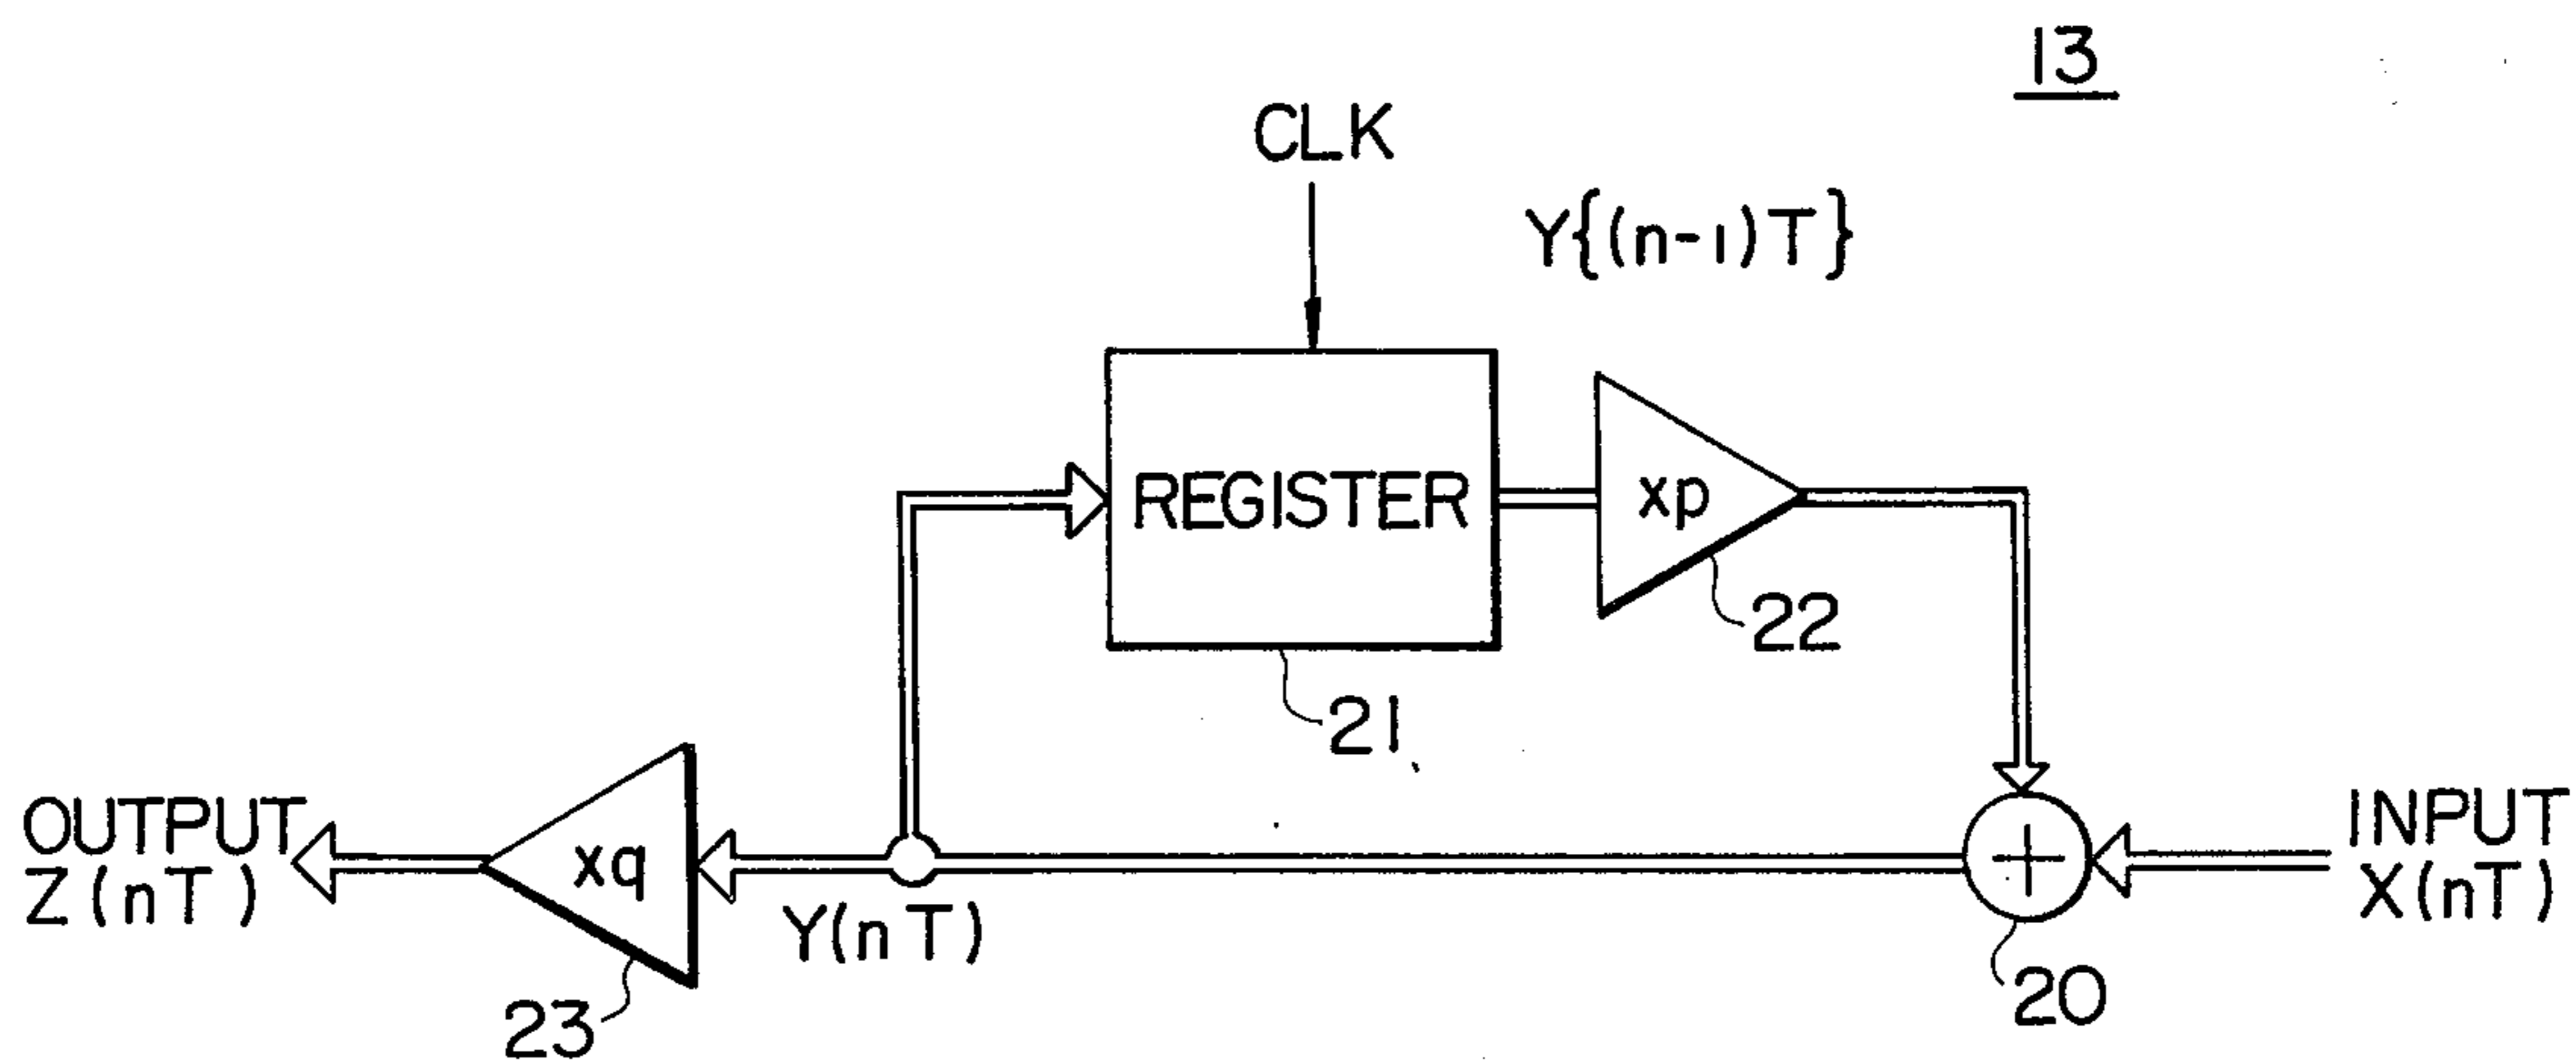 13
CLK
Y{(n-1)T}
REGISTER
xp
22
21
OUTPUT
Z(nT)
xq
Y(nT)
INPUT
X(nT)
23
20